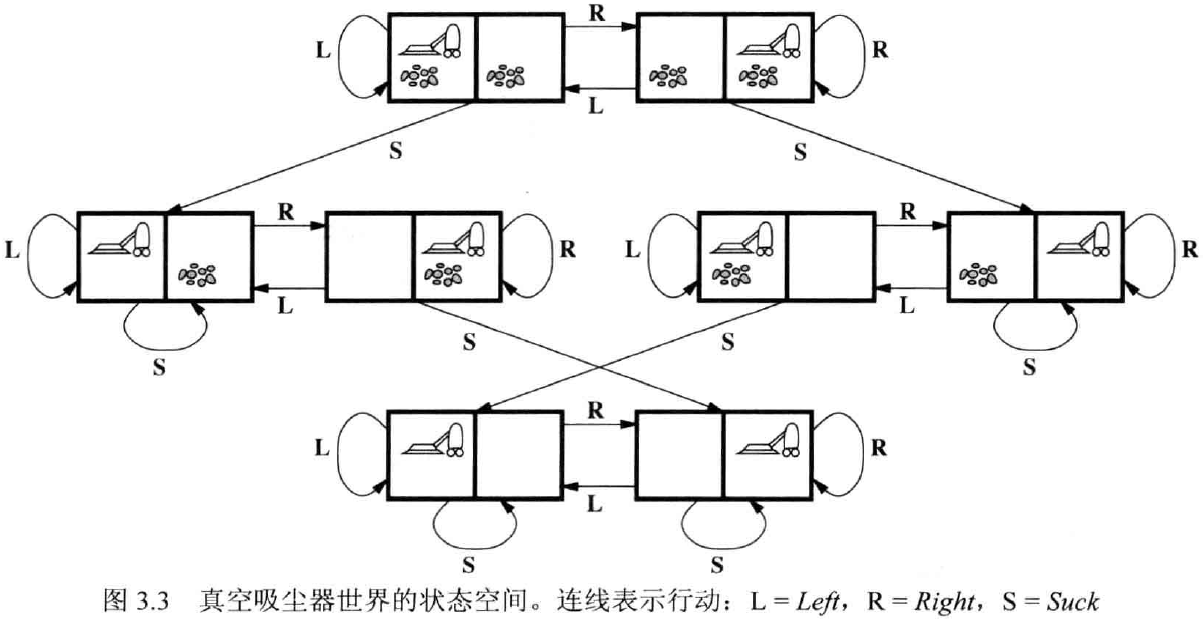 R
L R
L
S S
R R
L R L R
L L
S S S S
R
L R
L
S S
图 3.3 真空吸尘器世界的状态空间。连线表示行动：L = Left，R = Right，S = Suck